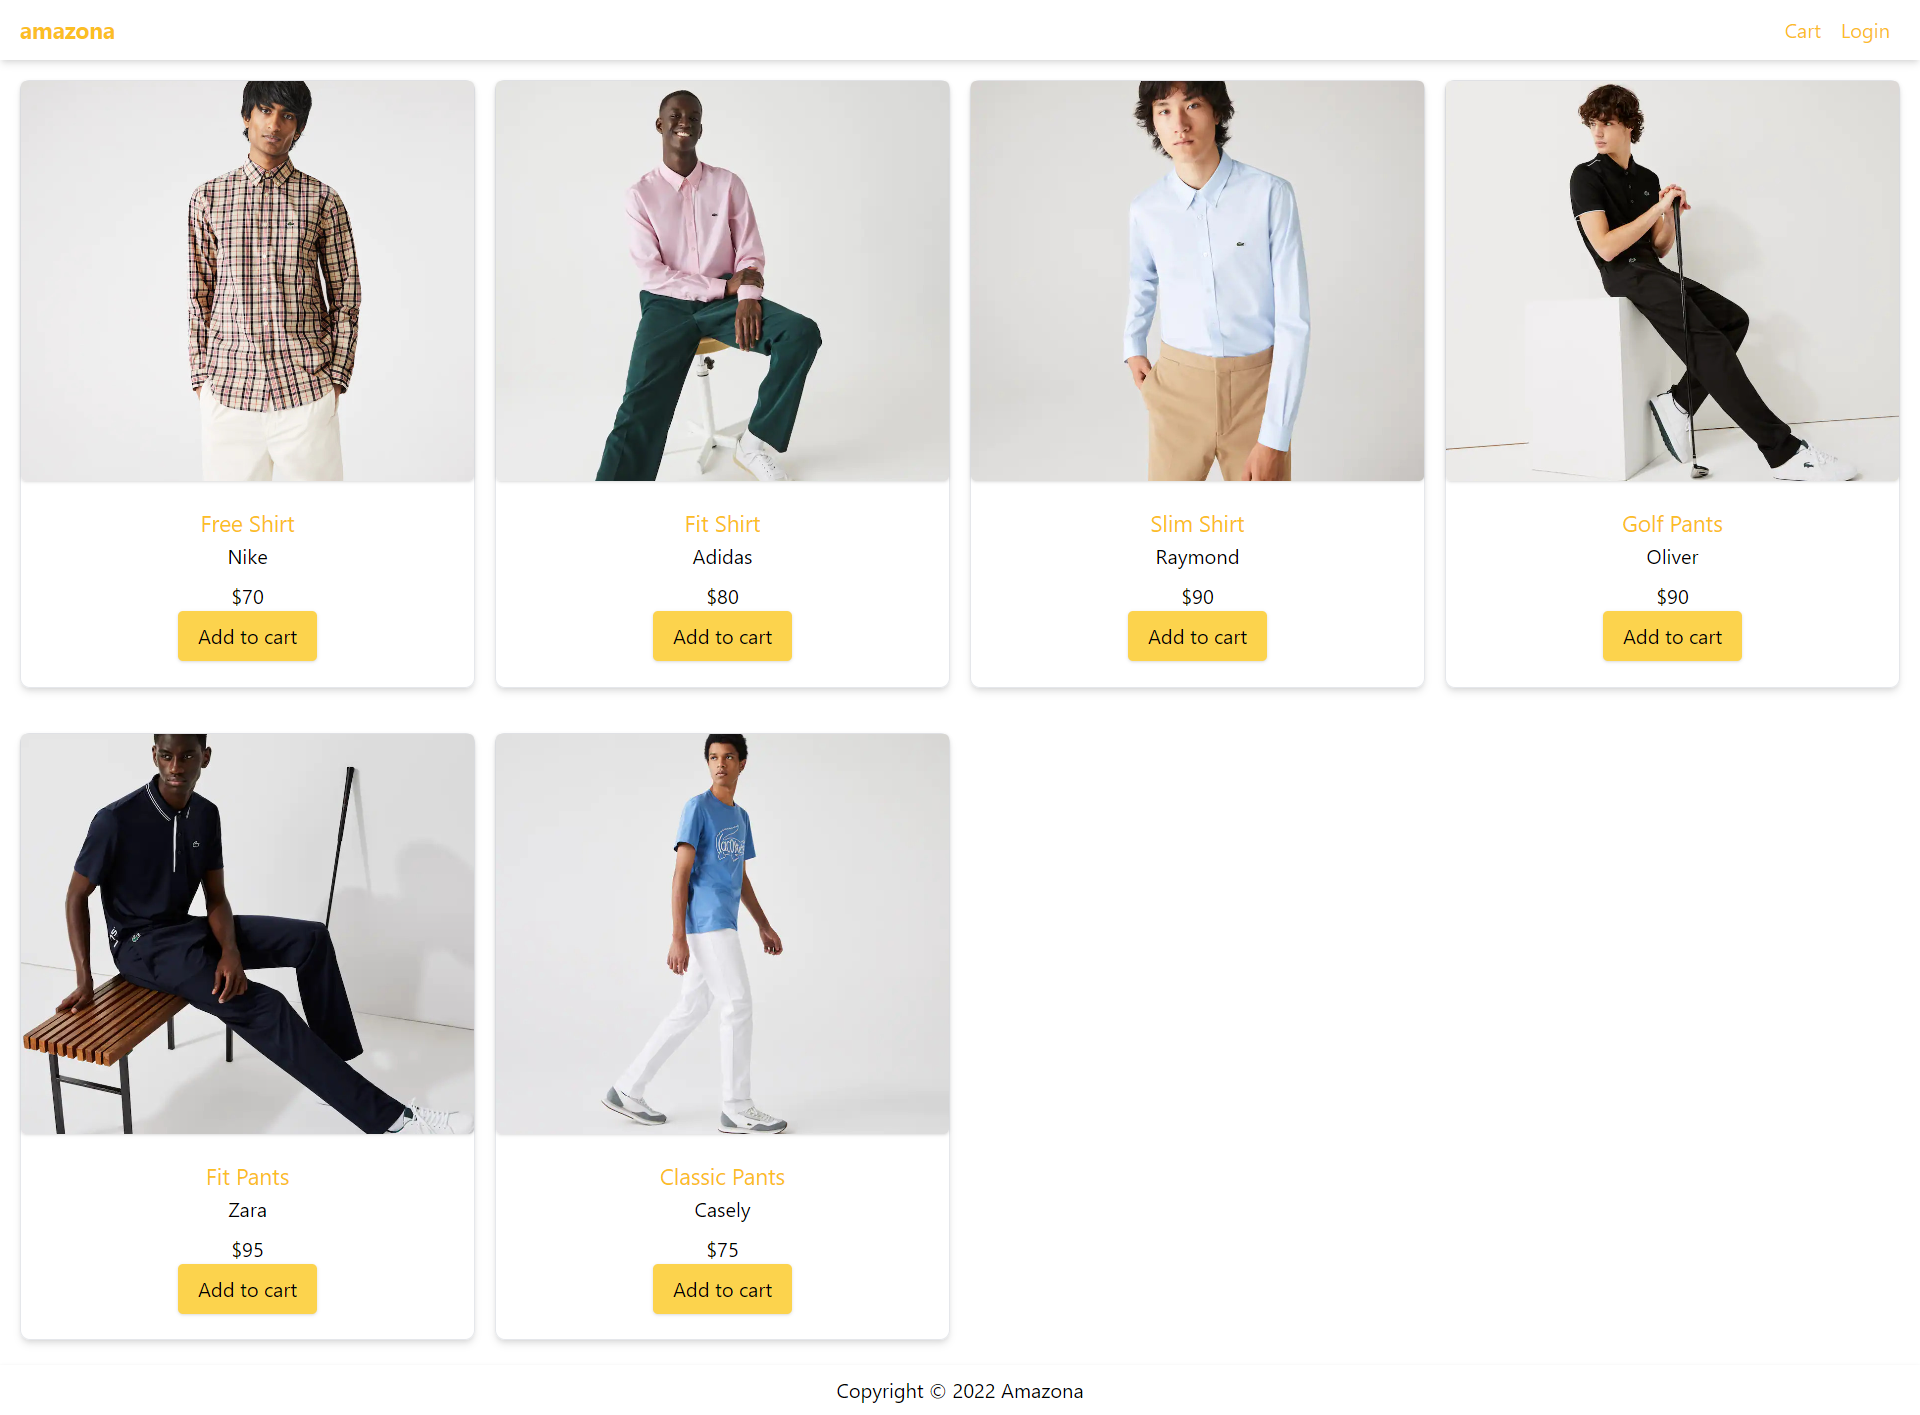 amazona
Cart Login
Free Shirt
Nike
$70
Add to cart
Fit Shirt
Adidas
$80
Add to cart
Slim Shirt
Raymond
$90
Add to cart
Golf Pants
Oliver
$90
Add to cart
Lacoste
Fit Pants
Zara
$95
Add to cart
Classic Pants
Casely
$75
Add to cart
Copyright © 2022 Amazona